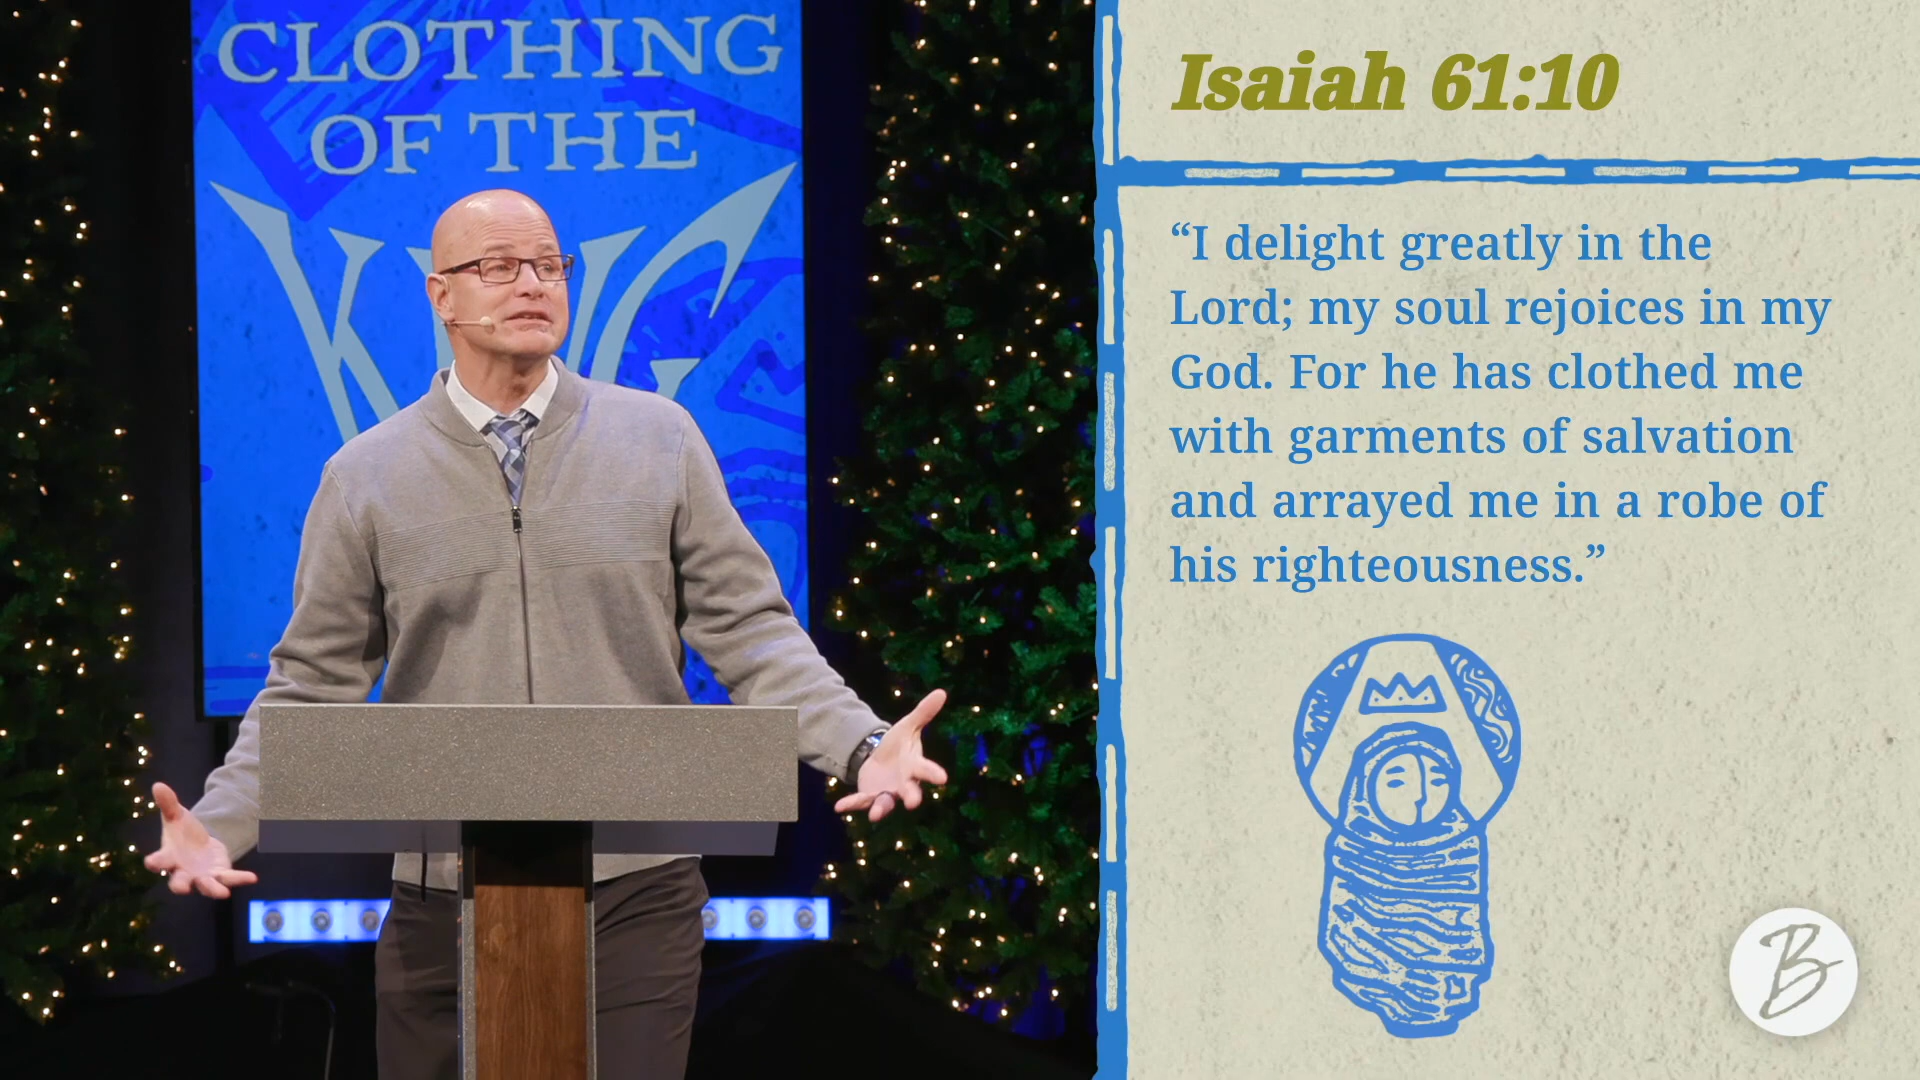 CLOTHING
OF THE
KING
Isaiah 61:10
“I delight greatly in the
Lord; my soul rejoices in my
God. For he has clothed me
with garments of salvation
and arrayed me in a robe of
his righteousness.”
B